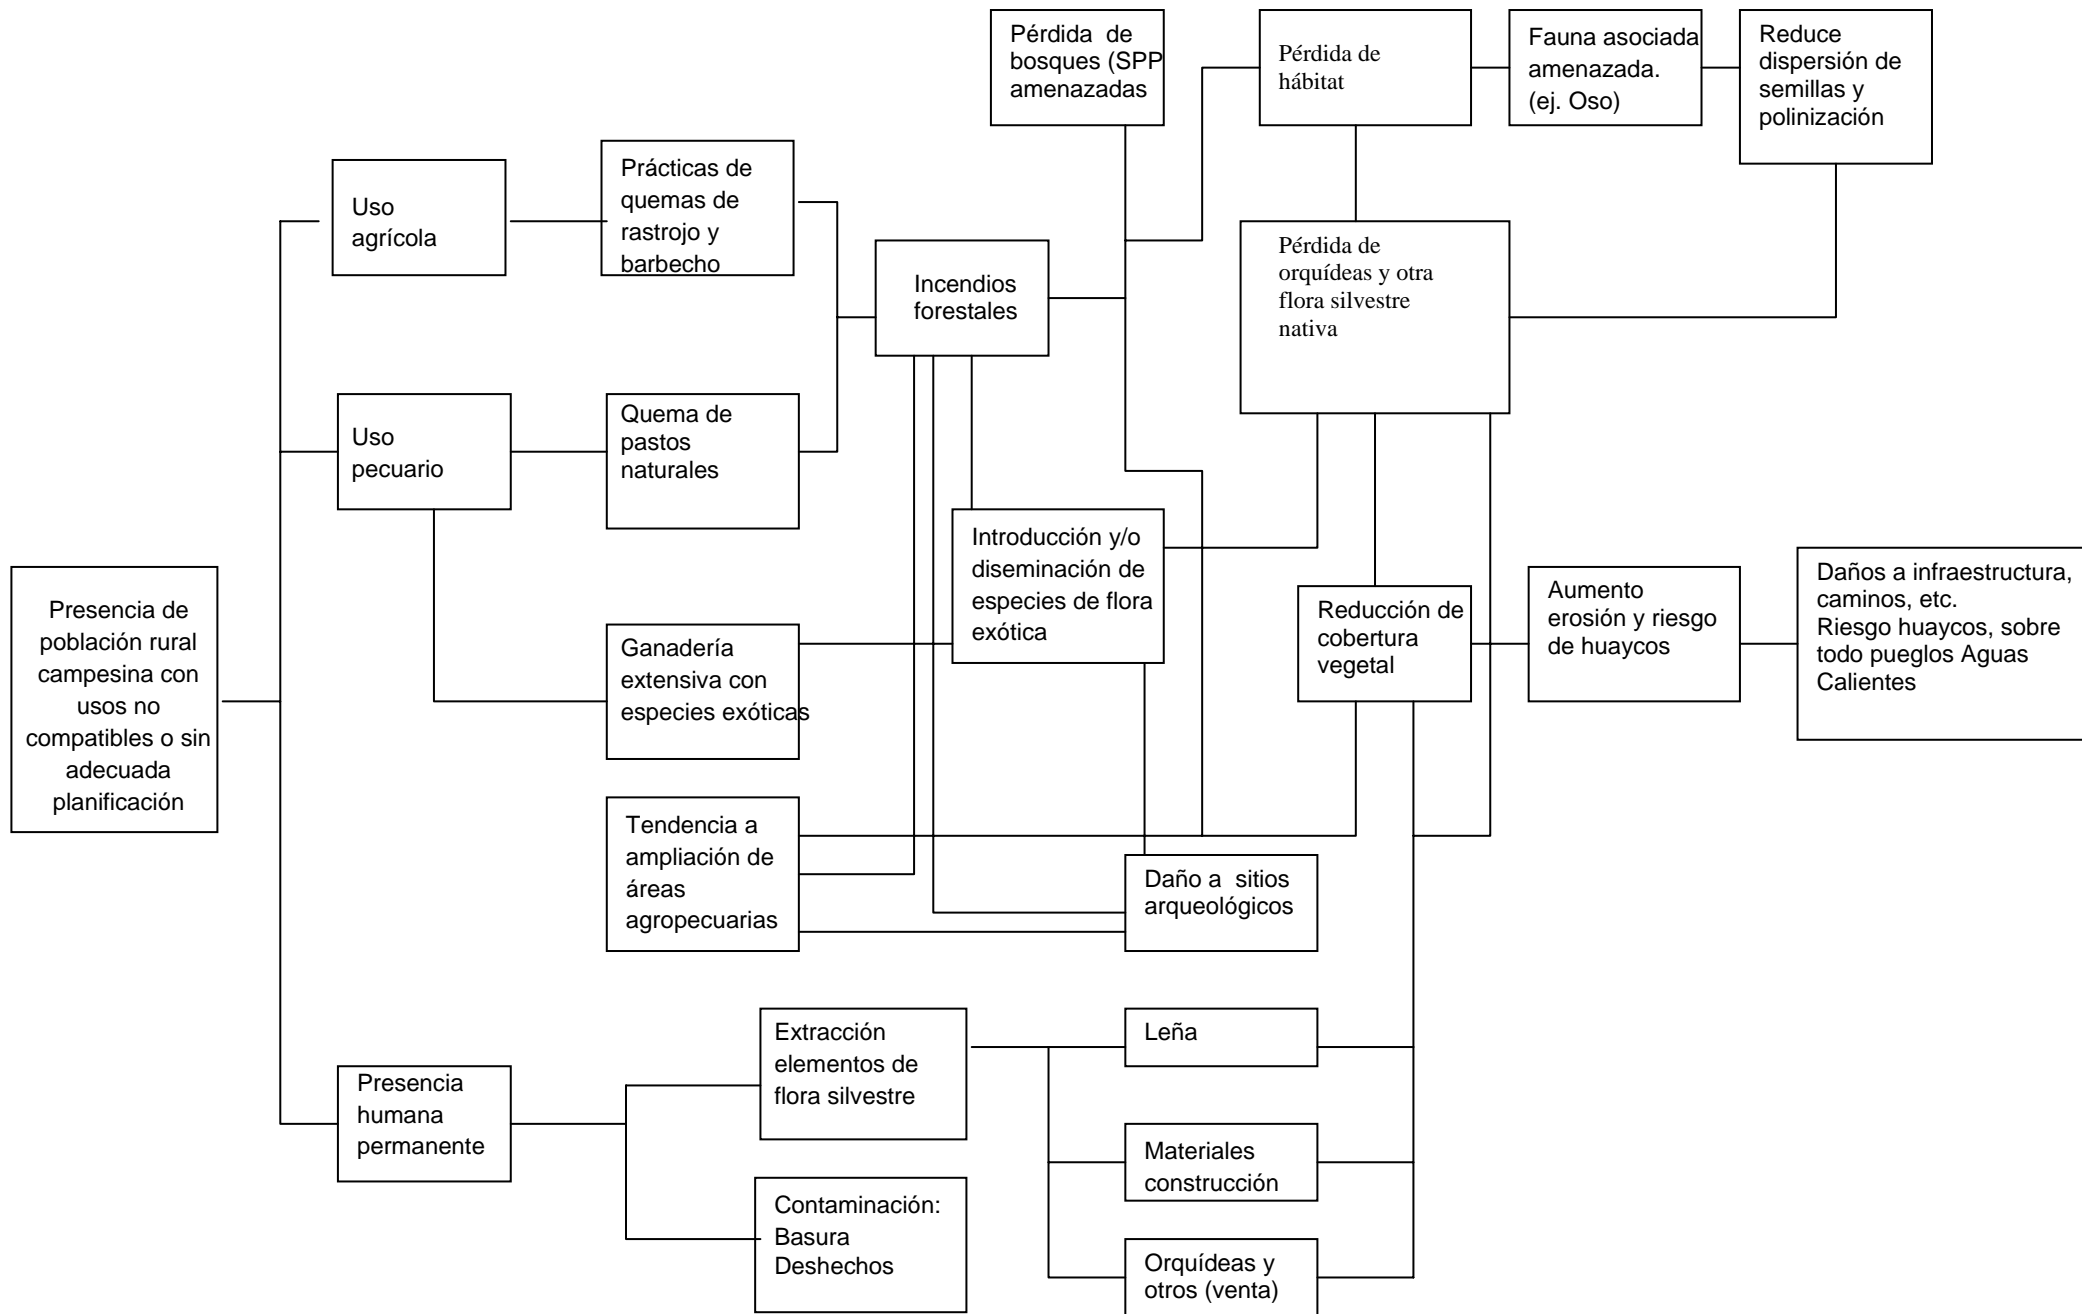 Pérdida de
bosques (SPP
amenazadas
Pérdida de
hábitat
Fauna asociada
amenazada.
(ej. Oso)
Reduce
dispersión de
semillas y
polinización
Uso
agrícola
Prácticas de
quemas de
rastrojo y
barbecho
Incendios
forestales
Pérdida de
orquídeas y otra
flora silvestre
nativa
Uso
pecuario
Quema de
pastos
naturales
Introducción y/o
diseminación de
especies de flora
exótica
Presencia de
población rural
campesina con
usos no
compatibles o sin
adecuada
planificación
Ganadería
extensiva con
especies exóticas
Reducción de
cobertura
vegetal
Aumento
erosión y riesgo
de huaycos
Daños a infraestructura,
caminos, etc.
Riesgo huaycos, sobre
todo pueglos Aguas
Calientes
Tendencia a
ampliación de
áreas
agropecuarias
Daño a sitios
arqueológicos
Extracción
elementos de
flora silvestre
Leña
Presencia
humana
permanente
Materiales
construcción
Contaminación:
Basura
Deshechos
Orquídeas y
otros (venta)